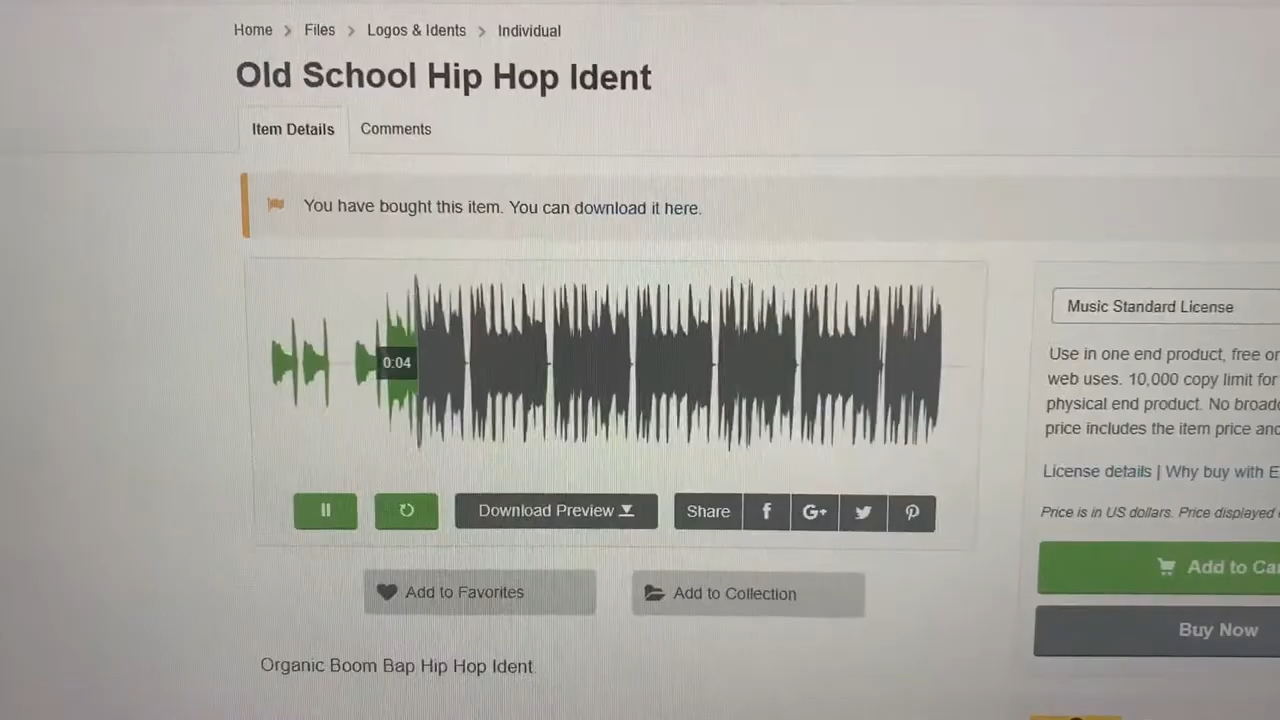 Home > Files > Logos & Idents > Individual
Old School Hip Hop Ident
Item Details
Comments
You have bought this item. You can download it here.
0:04
Download Preview
Share
f
G+
Add to Favorites
Add to Collection
Organic Boom Bap Hip Hop Ident
Music Standard License
Use in one end product, free or
web uses. 10,000 copy limit for
physical end product. No broad
price includes the item price and
License details | Why buy with E
Price is in US dollars. Price displayed
Add to Ca
Buy Now